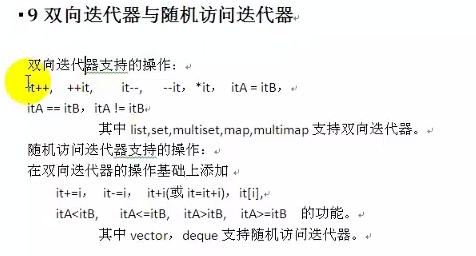 9 双向迭代器与随机访问迭代器
双向迭代器支持的操作:
it++, ++it, it--, --it, *it, itA = itB,
itA == itB, itA != itB
其中 list,set,multiset,map,multimap 支持双向迭代器。
随机访问迭代器支持的操作:
在双向迭代器的操作基础上添加
it+=i, it-=i, it+i(或 it=it+i), it[i],
itA<itB, itA<=itB, itA>itB, itA>=itB 的功能。
其中 vector, deque 支持随机访问迭代器。